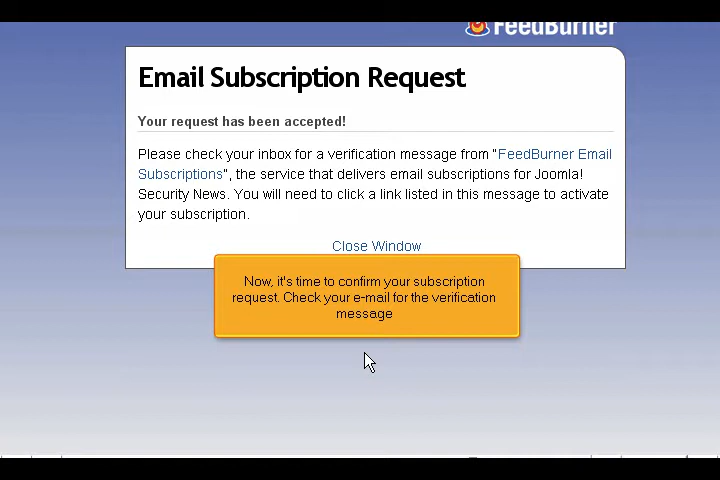 FeedBurner
Email Subscription Request
Your request has been accepted!
Please check your inbox for a verification message from "FeedBurner Email
Subscriptions", the service that delivers email subscriptions for Joomla!
Security News. You will need to click a link listed in this message to activate
your subscription.
Close Window
Now, it's time to confirm your subscription
request. Check your e-mail for the verification
message